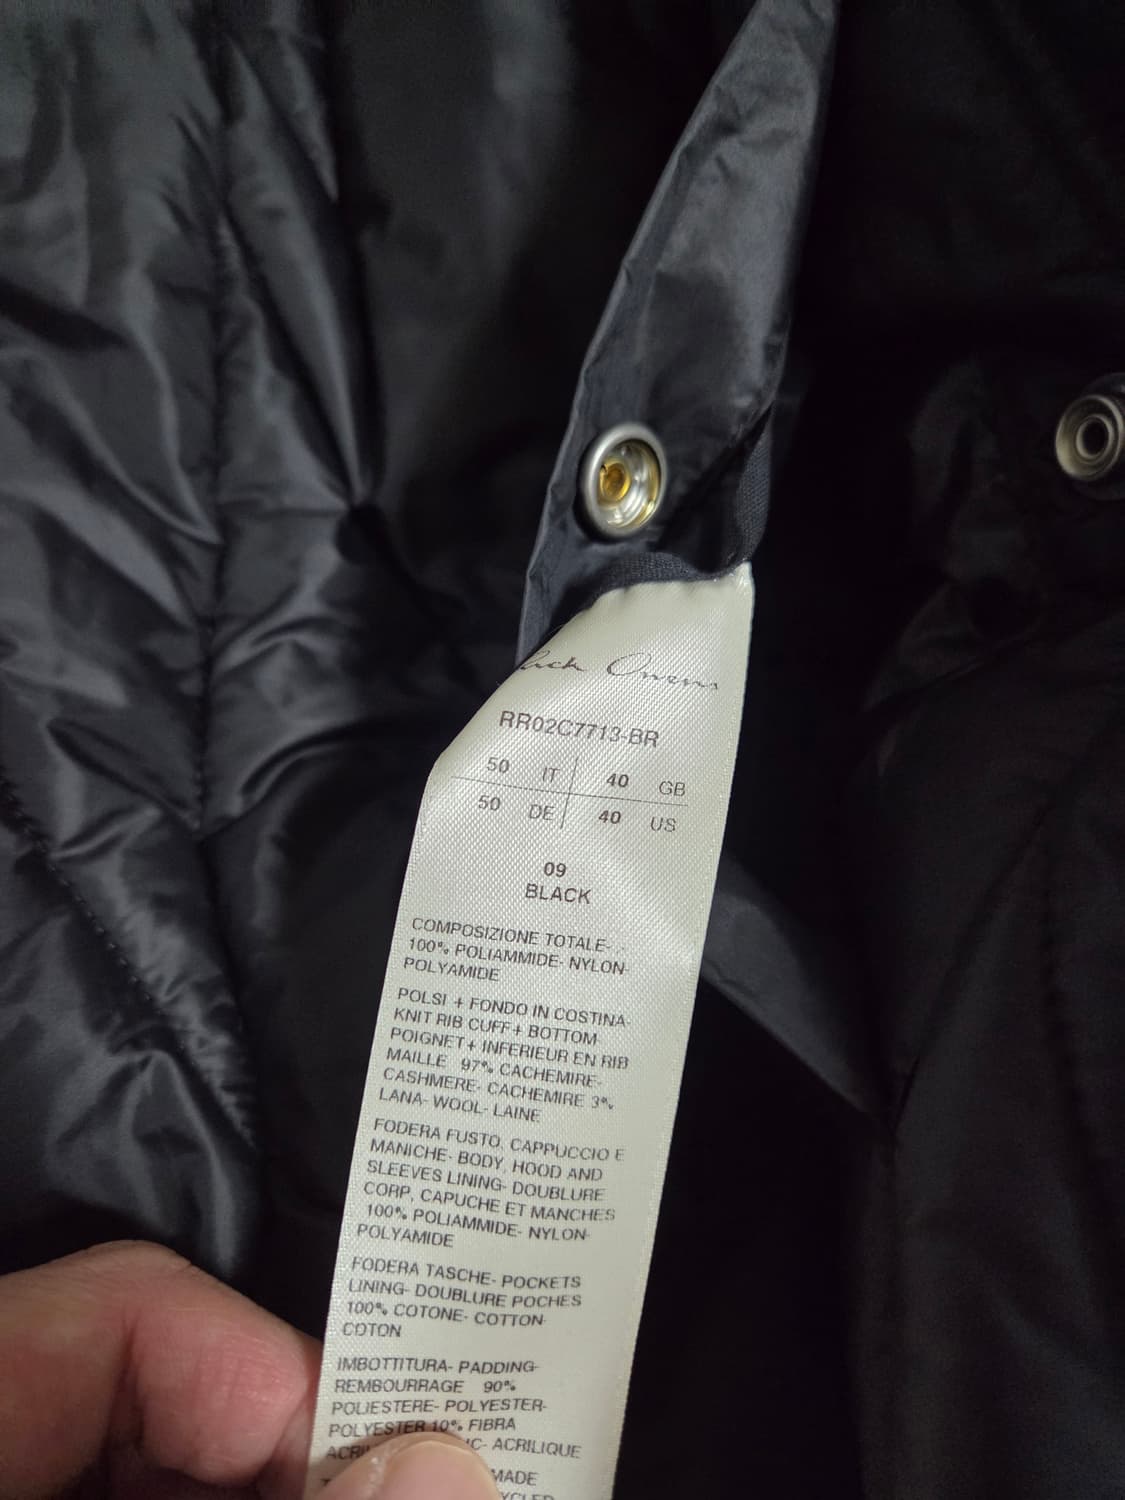 Rick Owens
RR02C7713-BR
50 IT 40 GB
50 DE 40 US
09
BLACK
COMPOSIZIONE TOTALE-
100% POLIAMMIDE- NYLON-
POLYAMIDE
POLSI + FONDO IN COSTINA-
KNIT RIB CUFF+ BOTTOM-
POIGNET+ INFERIEUR EN RIB
MAILLE 97% CACHEMIRE-
CASHMERE- CACHEMIRE 3%
LANA- WOOL- LAINE
FODERA FUSTO, CAPPUCCIO E
MANICHE- BODY, HOOD AND
SLEEVES LINING- DOUBLURE
CORP, CAPUCHE ET MANCHES
100% POLIAMMIDE- NYLON-
POLYAMIDE
FODERA TASCHE- POCKETS
LINING- DOUBLURE POCHES
100% COTONE- COTTON-
COTON
IMBOTTITURA- PADDING-
REMBOURRAGE 90%
POLIESTERE- POLYESTER-
POLYESTER 10% FIBRA
ACRILIQUE
MADE